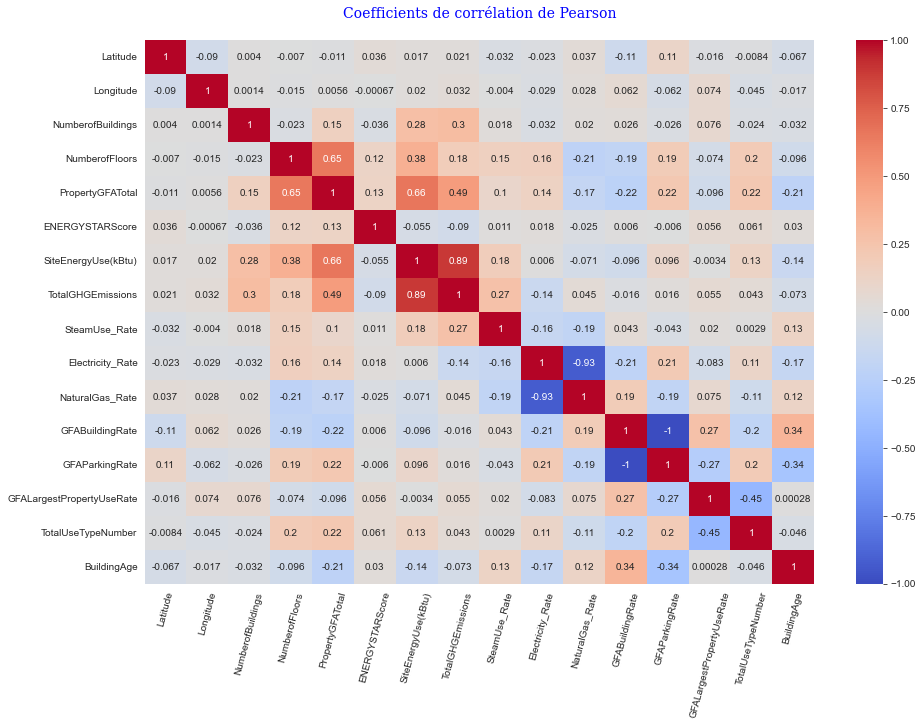 Coefficients de corrélation de Pearson
Latitude 1 -0.09 0.004 -0.007 -0.011 0.036 0.017 0.021 -0.032 -0.023 0.037 -0.11 0.11 -0.016 -0.0084 -0.067
Longitude -0.09 1 0.0014 -0.015 0.0056 -0.00067 0.02 0.032 -0.004 -0.029 0.028 0.062 -0.062 0.074 -0.045 -0.017
NumberofBuildings 0.004 0.0014 1 -0.023 0.15 -0.036 0.28 0.3 0.018 -0.032 0.02 0.026 -0.026 0.076 -0.024 -0.032
NumberofFloors -0.007 -0.015 -0.023 1 0.65 0.12 0.38 0.18 0.15 0.16 -0.21 -0.19 0.19 -0.074 0.2 -0.096
PropertyGFATotal -0.011 0.0056 0.15 0.65 1 0.13 0.66 0.49 0.1 0.14 -0.17 -0.22 0.22 -0.096 0.22 -0.21
ENERGYSTARScore 0.036 -0.00067 -0.036 0.12 0.13 1 -0.055 -0.09 0.011 0.018 -0.025 0.006 -0.006 0.056 0.061 0.03
SiteEnergyUse(kBtu) 0.017 0.02 0.28 0.38 0.66 -0.055 1 0.89 0.18 0.006 -0.071 -0.096 0.096 -0.0034 0.13 -0.14
TotalGHGEmissions 0.021 0.032 0.3 0.18 0.49 -0.09 0.89 1 0.27 -0.14 0.045 -0.016 0.016 0.055 0.043 -0.073
SteamUse_Rate -0.032 -0.004 0.018 0.15 0.1 0.011 0.18 0.27 1 -0.16 -0.19 0.043 -0.043 0.02 0.0029 0.13
Electricity_Rate -0.023 -0.029 -0.032 0.16 0.14 0.018 0.006 -0.14 -0.16 1 -0.93 -0.21 0.21 -0.083 0.11 -0.17
NaturalGas_Rate 0.037 0.028 0.02 -0.21 -0.17 -0.025 -0.071 0.045 -0.19 -0.93 1 0.19 -0.19 0.075 -0.11 0.12
GFABuildingRate -0.11 0.062 0.026 -0.19 -0.22 0.006 -0.096 -0.016 0.043 -0.21 0.19 1 -1 0.27 -0.2 0.34
GFAParkingRate 0.11 -0.062 -0.026 0.19 0.22 -0.006 0.096 0.016 -0.043 0.21 -0.19 -1 1 -0.27 0.2 -0.34
GFALargestPropertyUseRate -0.016 0.074 0.076 -0.074 -0.096 0.056 -0.0034 0.055 0.02 -0.083 0.075 0.27 -0.27 1 -0.45 0.00028
TotalUseTypeNumber -0.0084 -0.045 -0.024 0.2 0.22 0.061 0.13 0.043 0.0029 0.11 -0.11 -0.2 0.2 -0.45 1 -0.046
BuildingAge -0.067 -0.017 -0.032 -0.096 -0.21 0.03 -0.14 -0.073 0.13 -0.17 0.12 0.34 -0.34 0.00028 -0.046 1
Latitude
Longitude
NumberofBuildings
NumberofFloors
PropertyGFATotal
ENERGYSTARScore
SiteEnergyUse(kBtu)
TotalGHGEmissions
SteamUse_Rate
Electricity_Rate
NaturalGas_Rate
GFABuildingRate
GFAParkingRate
GFALargestPropertyUseRate
TotalUseTypeNumber
BuildingAge
1.00
0.75
0.50
0.25
0.00
−0.25
−0.50
−0.75
−1.00